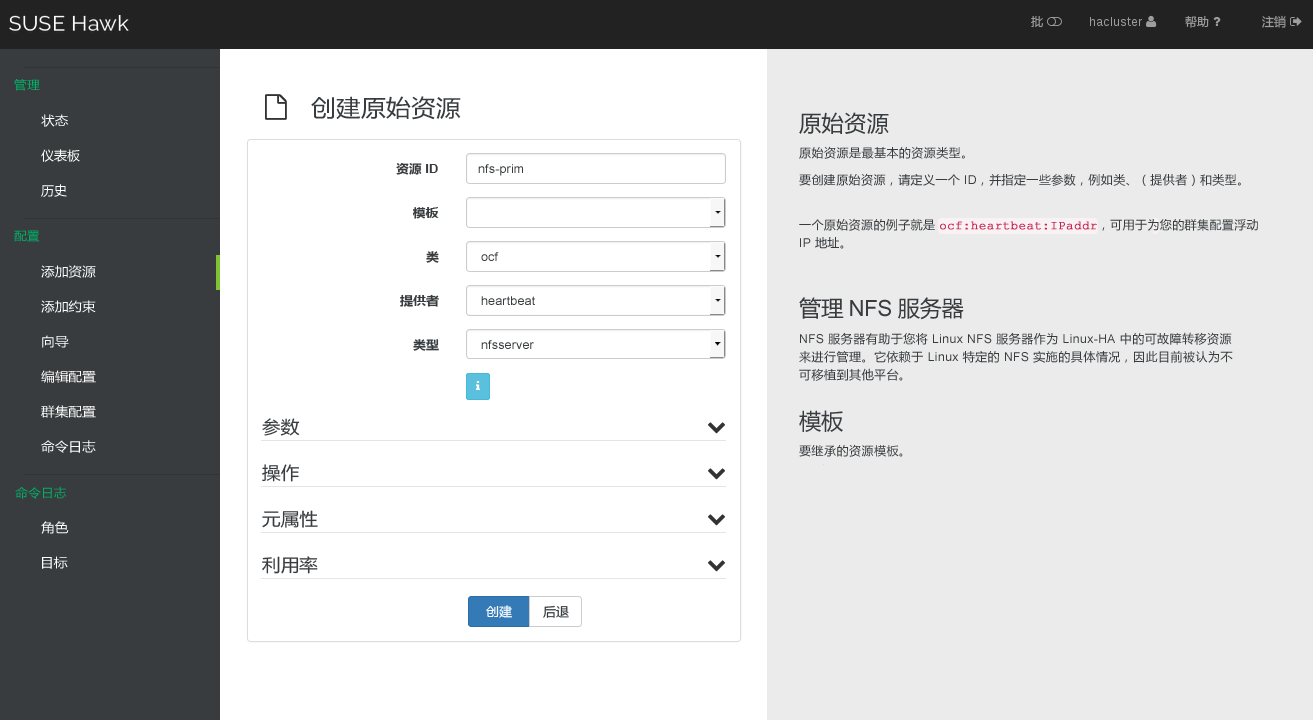 SUSE Hawk
批
hacluster
帮助 ?
注销
管理
状态
仪表板
历史
配置
添加资源
添加约束
向导
编辑配置
群集配置
命令日志
命令日志
角色
目标
创建原始资源
资源 ID
nfs-prim
模板
类
ocf
提供者
heartbeat
类型
nfsserver
i
参数
操作
元属性
利用率
创建
后退
原始资源
原始资源是最基本的资源类型。
要创建原始资源，请定义一个 ID，并指定一些参数，例如类、（提供者）和类型。
一个原始资源的例子就是 ocf:heartbeat:IPaddr，可用于为您的群集配置浮动
IP 地址。
管理 NFS 服务器
NFS 服务器有助于您将 Linux NFS 服务器作为 Linux-HA 中的可故障转移资源
来进行管理。它依赖于 Linux 特定的 NFS 实施的具体情况，因此目前被认为不
可移植到其他平台。
模板
要继承的资源模板。